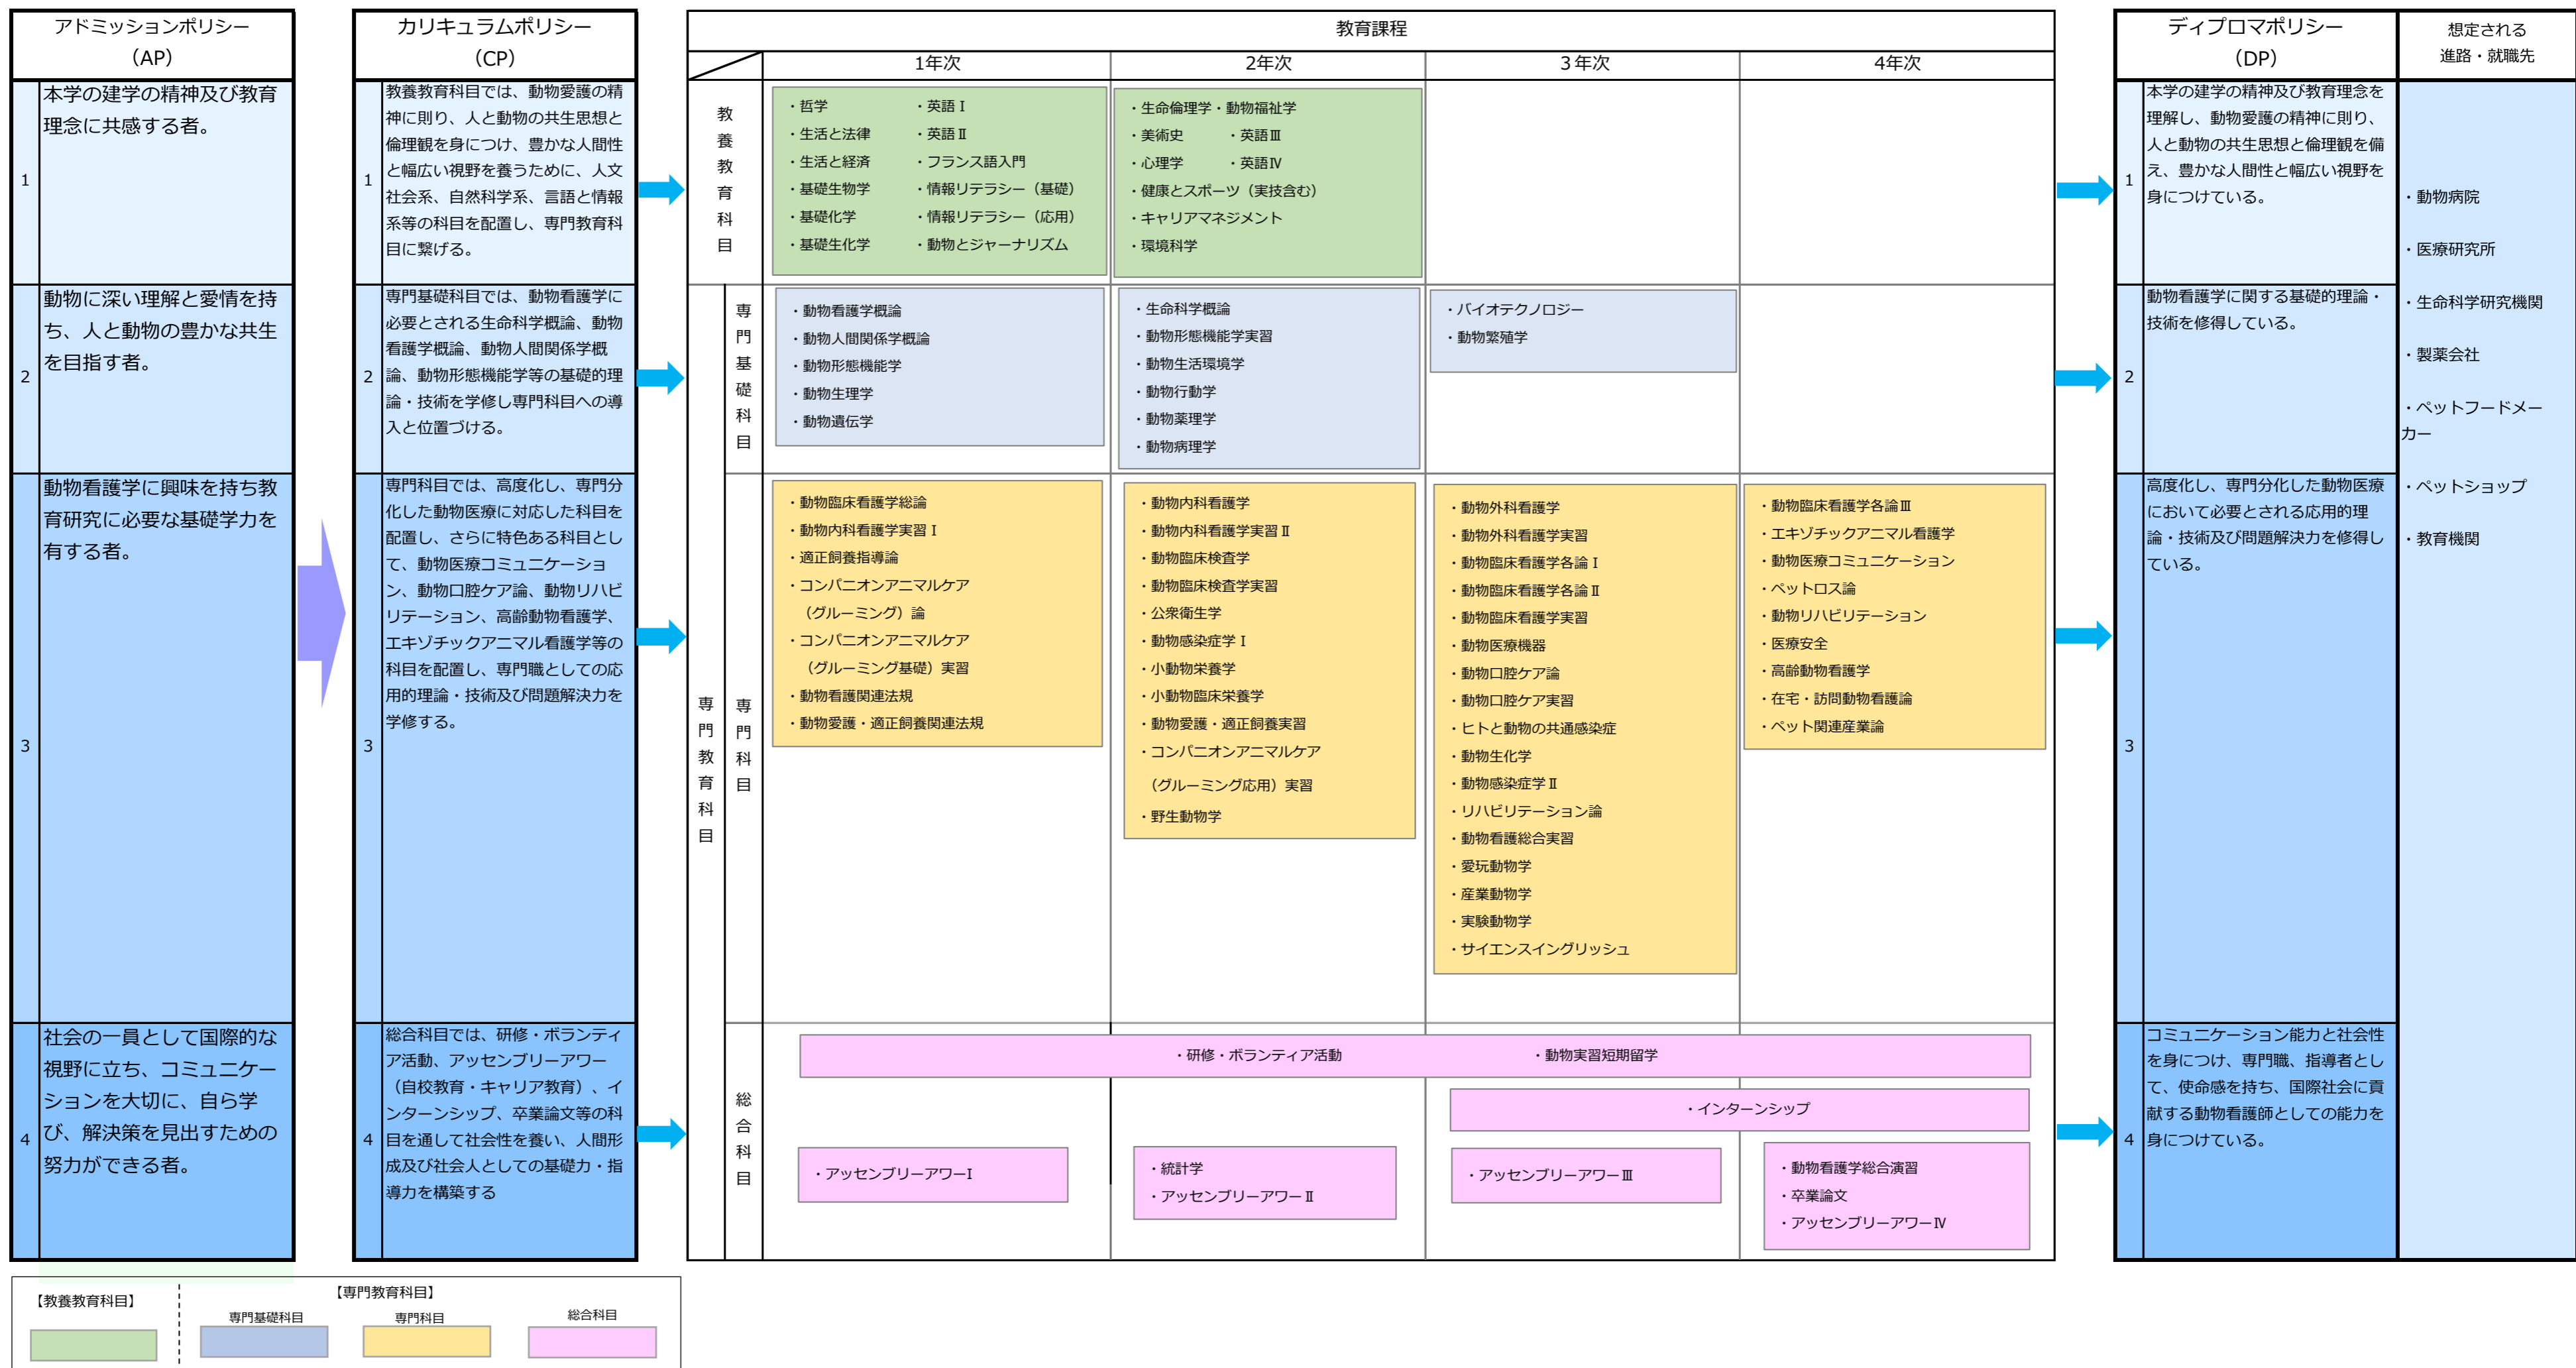 アドミッションポリシー
（AP）
1
本学の建学の精神及び教育
理念に共感する者。
2
動物に深い理解と愛情を持
ち、人と動物の豊かな共生
を目指す者。
3
動物看護学に興味を持ち教
育研究に必要な基礎学力を
有する者。
4
社会の一員として国際的な
視野に立ち、コミュニケー
ションを大切に、自ら学
び、解決策を見出すための
努力ができる者。
カリキュラムポリシー
（CP）
1
教養教育科目では、動物愛護の精
神に則り、人と動物の共生思想と
倫理観を身につけ、豊かな人間性
と幅広い視野を養うために、人文
社会系、自然科学系、言語と情報
系等の科目を配置し、専門教育科
目に繋げる。
2
専門基礎科目では、動物看護学に
必要とされる生命科学概論、動物
看護学概論、動物人間関係学概
論、動物形態機能学等の基礎的理
論・技術を学修し専門科目への導
入と位置づける。
3
専門科目では、高度化し、専門分
化した動物医療に対応した科目を
配置し、さらに特色ある科目とし
て、動物医療コミュニケーショ
ン、動物口腔ケア論、動物リハビ
リテーション、高齢動物看護学、
エキゾチックアニマル看護学等の
科目を配置し、専門職としての応
用的理論・技術及び問題解決力を
学修する。
4
総合科目では、研修・ボランティ
ア活動、アッセンブリーアワー
（自校教育・キャリア教育）、イ
ンターンシップ、卒業論文等の科
目を通して社会性を養い、人間形
成及び社会人としての基礎力・指
導力を構築する
教育課程
1年次
2年次
3年次
4年次
教養教育科目
・哲学
・生活と法律
・生活と経済
・基礎生物学
・基礎化学
・基礎生化学
・英語Ⅰ
・英語Ⅱ
・フランス語入門
・情報リテラシー（基礎）
・情報リテラシー（応用）
・動物とジャーナリズム
・生命倫理学・動物福祉学
・美術史 ・英語Ⅲ
・心理学 ・英語Ⅳ
・健康とスポーツ（実技含む）
・キャリアマネジメント
・環境科学
専門教育科目
専門基礎科目
・動物看護学概論
・動物人間関係学概論
・動物形態機能学
・動物生理学
・動物遺伝学
・生命科学概論
・動物形態機能学実習
・動物生活環境学
・動物行動学
・動物薬理学
・動物病理学
・バイオテクノロジー
・動物繁殖学
専門科目
・動物臨床看護学総論
・動物内科看護学実習Ⅰ
・適正飼養指導論
・コンパニオンアニマルケア
（グルーミング）論
・コンパニオンアニマルケア
（グルーミング基礎）実習
・動物看護関連法規
・動物愛護・適正飼養関連法規
・動物内科看護学
・動物内科看護学実習Ⅱ
・動物臨床検査学
・動物臨床検査学実習
・公衆衛生学
・動物感染症学Ⅰ
・小動物栄養学
・小動物臨床栄養学
・動物愛護・適正飼養実習
・コンパニオンアニマルケア
（グルーミング応用）実習
・野生動物学
・動物外科看護学
・動物外科看護学実習
・動物臨床看護学各論Ⅰ
・動物臨床看護学各論Ⅱ
・動物臨床看護学実習
・動物医療機器
・動物口腔ケア論
・動物口腔ケア実習
・ヒトと動物の共通感染症
・動物生化学
・動物感染症学Ⅱ
・リハビリテーション論
・動物看護総合実習
・愛玩動物学
・産業動物学
・実験動物学
・サイエンスイングリッシュ
・動物臨床看護学各論Ⅲ
・エキゾチックアニマル看護学
・動物医療コミュニケーション
・ペットロス論
・動物リハビリテーション
・医療安全
・高齢動物看護学
・在宅・訪問動物看護論
・ペット関連産業論
総合科目
・研修・ボランティア活動 ・動物実習短期留学
・インターンシップ
・アッセンブリーアワーⅠ
・統計学
・アッセンブリーアワーⅡ
・アッセンブリーアワーⅢ
・動物看護学総合演習
・卒業論文
・アッセンブリーアワーⅣ
ディプロマポリシー
（DP）
1
本学の建学の精神及び教育理念を
理解し、動物愛護の精神に則り、
人と動物の共生思想と倫理観を備
え、豊かな人間性と幅広い視野を
身につけている。
2
動物看護学に関する基礎的理論・
技術を修得している。
3
高度化し、専門分化した動物医療
において必要とされる応用的理
論・技術及び問題解決力を修得し
ている。
4
コミュニケーション能力と社会性
を身につけ、専門職、指導者とし
て、使命感を持ち、国際社会に貢
献する動物看護師としての能力を
身につけている。
想定される
進路・就職先
・動物病院
・医療研究所
・生命科学研究機関
・製薬会社
・ペットフードメー
カー
・ペットショップ
・教育機関
【教養教育科目】
【専門教育科目】
専門基礎科目
専門科目
総合科目